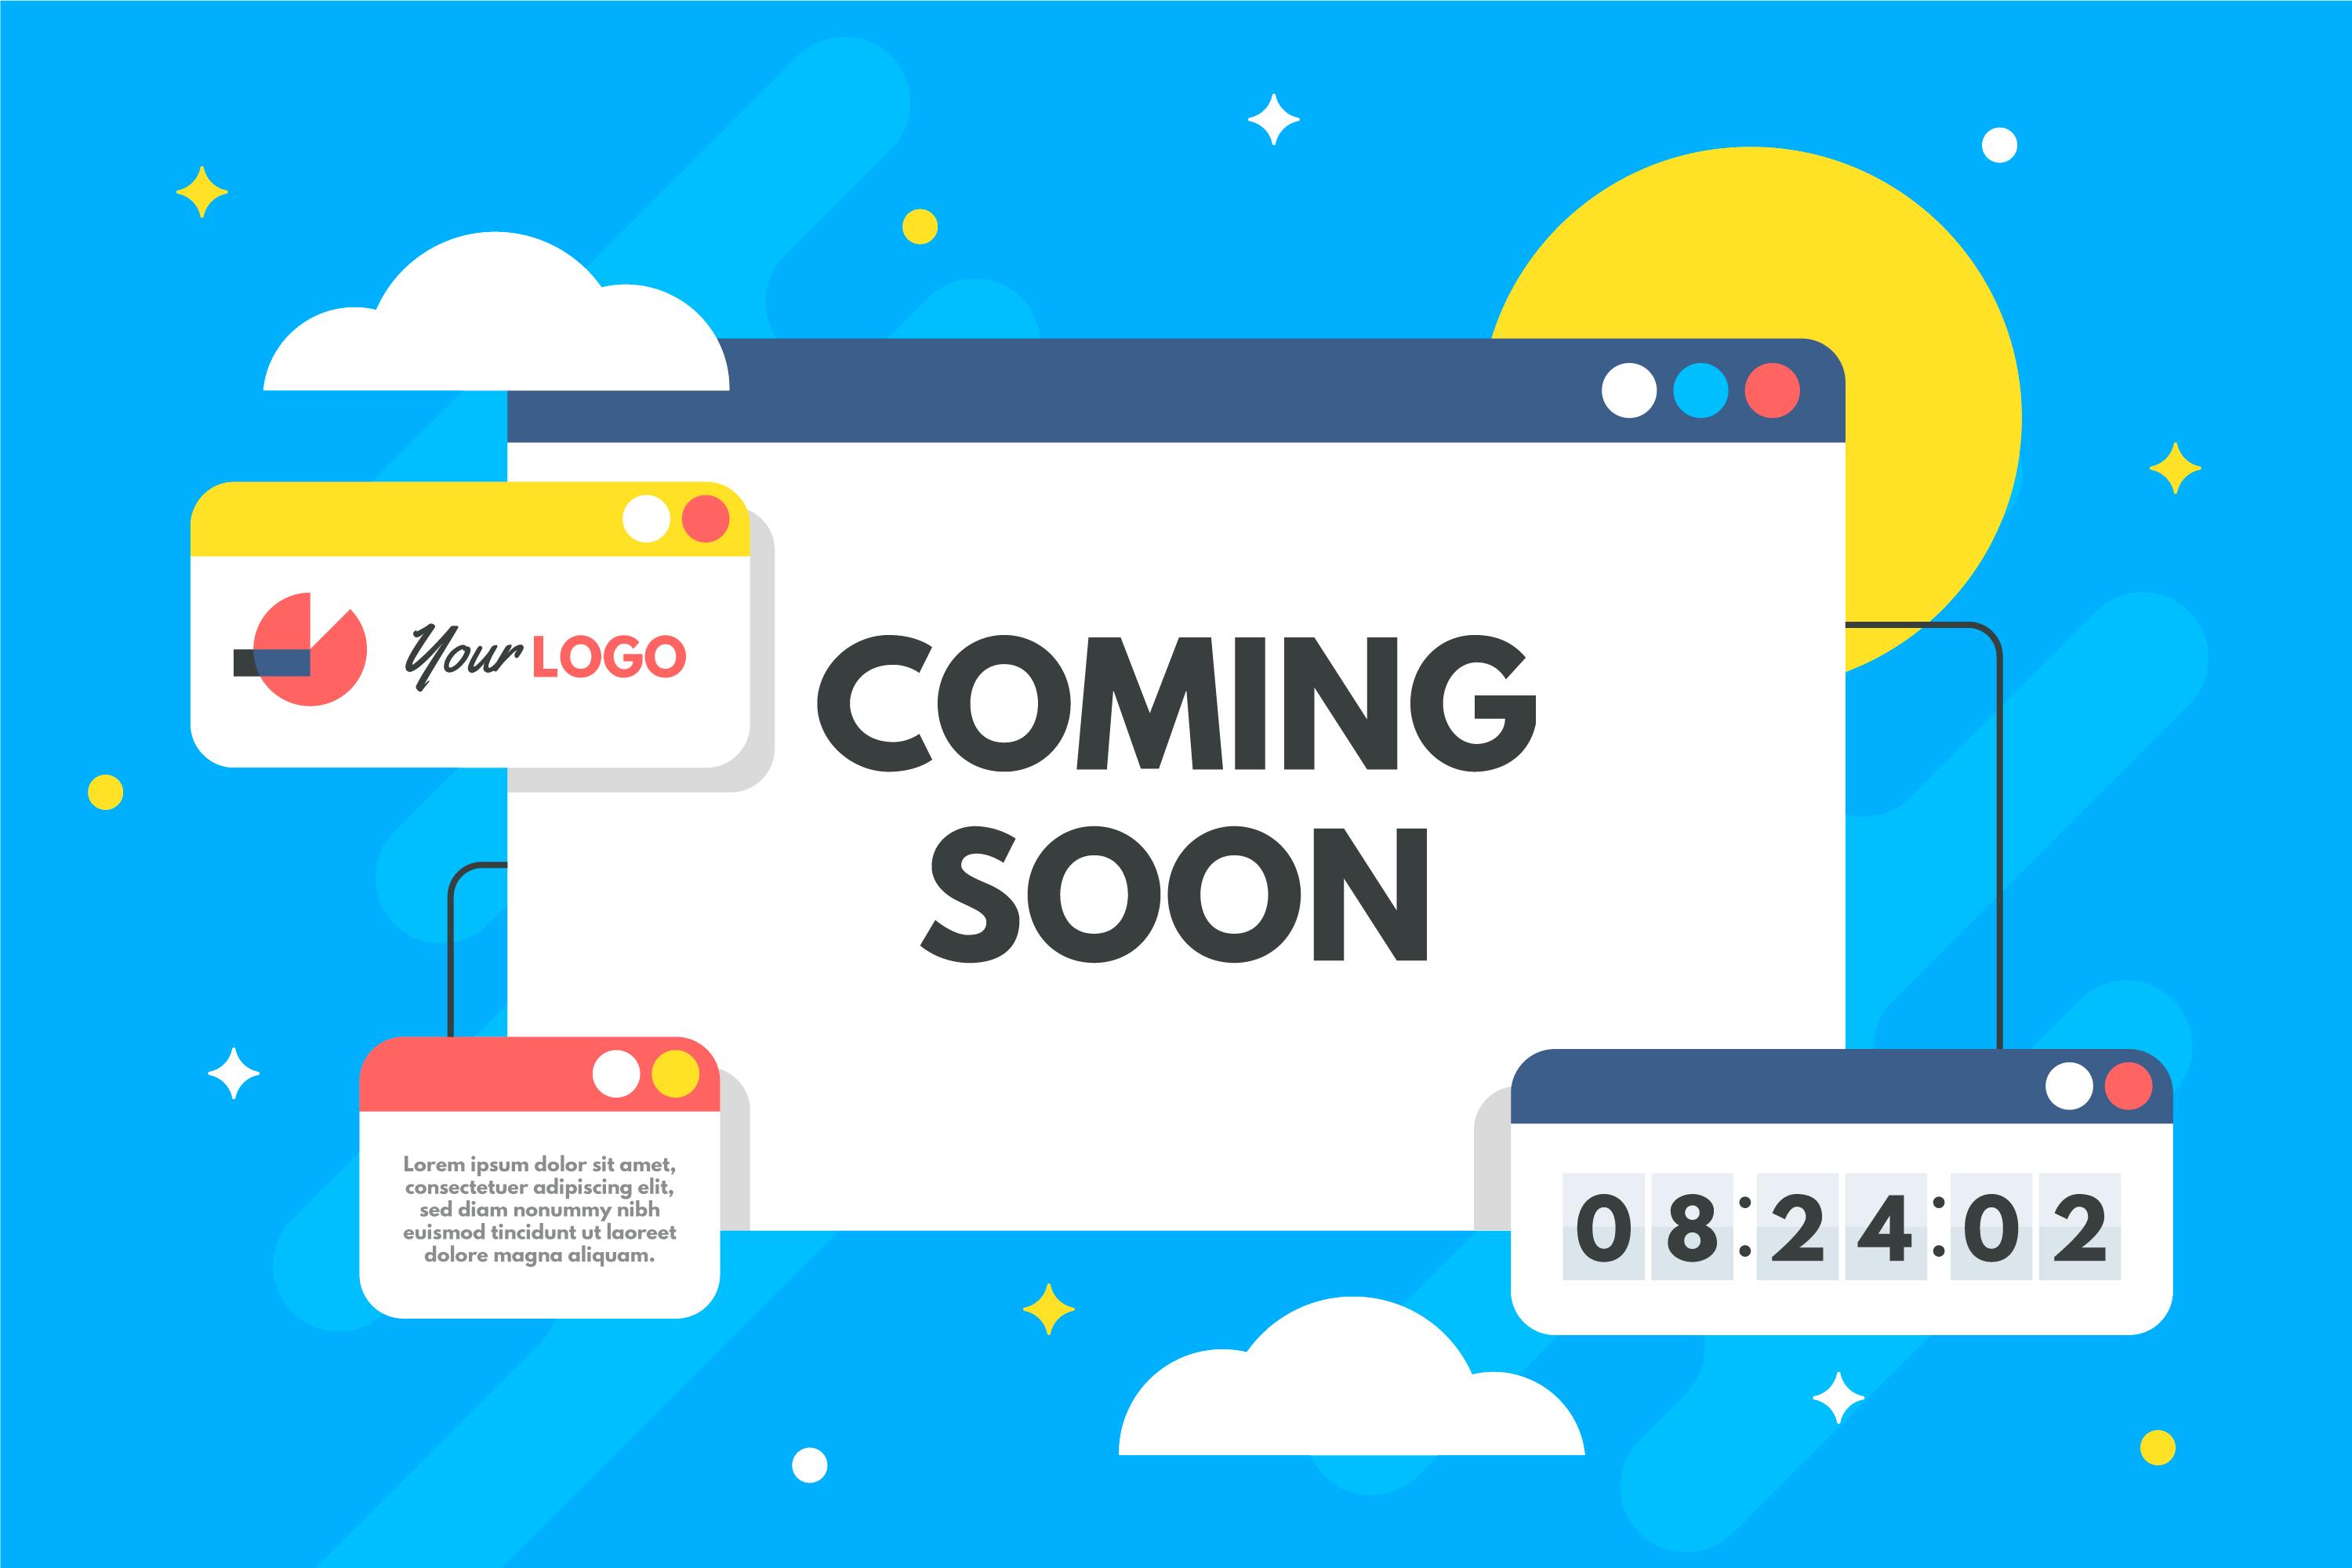 Your LOGO
COMING
SOON
Lorem ipsum dolor sit amet,
consectetuer adipiscing elit,
sed diam nonummy nibh
euismod tincidunt ut laoreet
dolore magna aliquam.
08:24:02